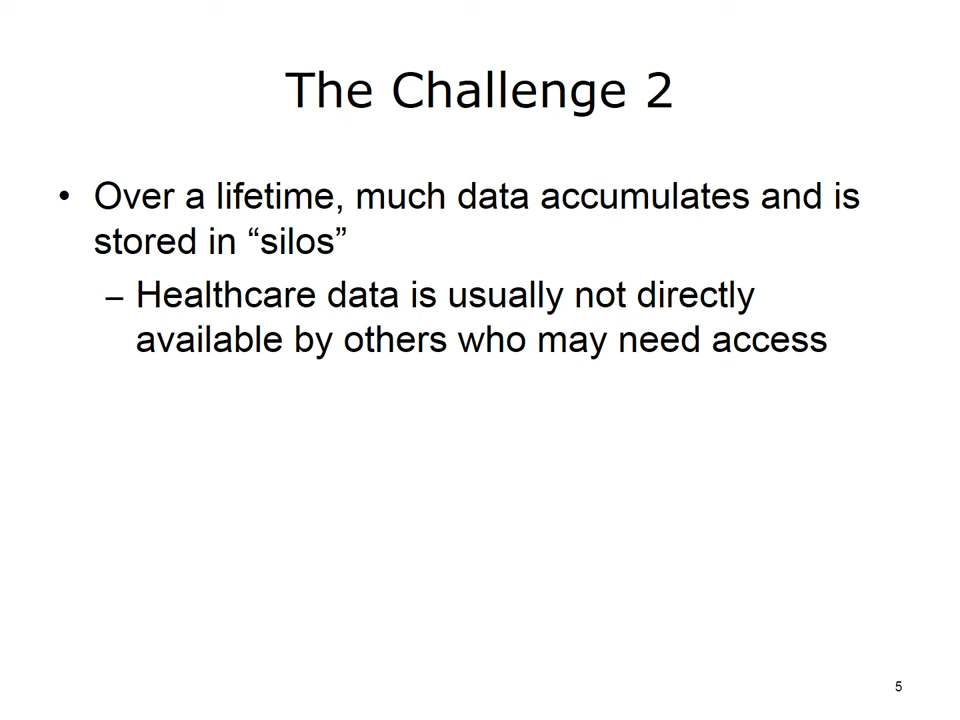 The Challenge 2
• Over a lifetime, much data accumulates and is
stored in “silos”
– Healthcare data is usually not directly
available by others who may need access
5